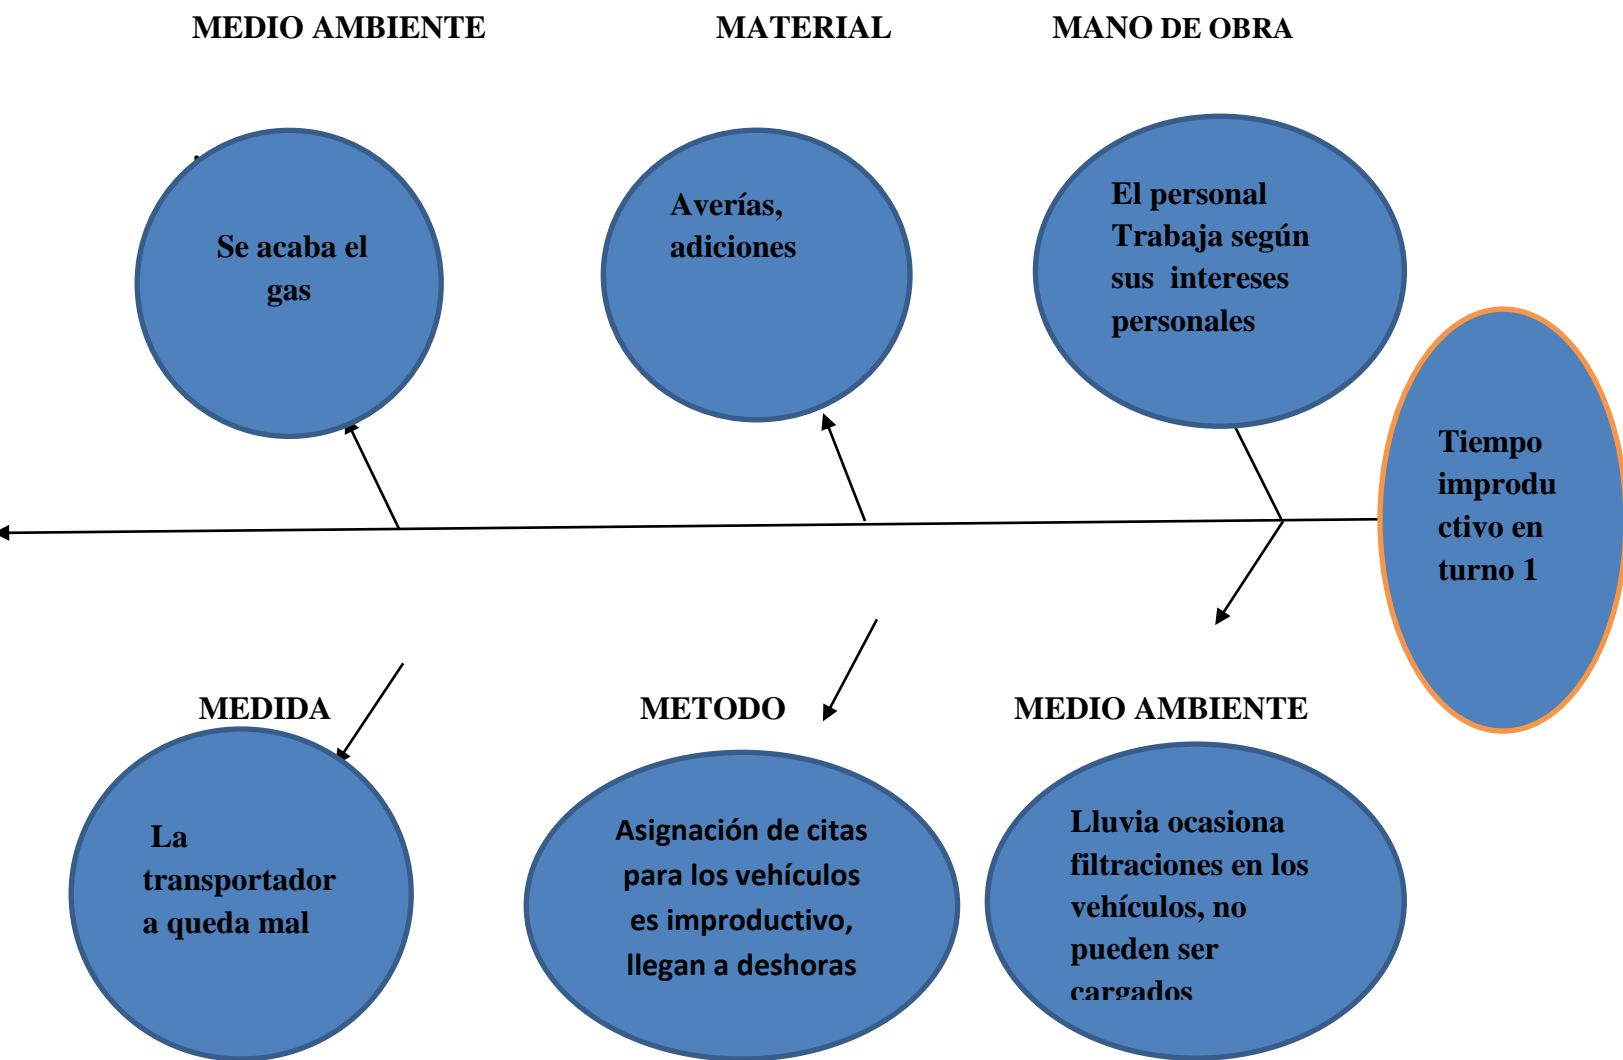 MEDIO AMBIENTE
MATERIAL
MANO DE OBRA
Se acaba el
gas
Averías,
adiciones
El personal
Trabaja según
sus intereses
personales
Tiempo
improdu
ctivo en
turno 1
MEDIDA
METODO
MEDIO AMBIENTE
La
transportador
a queda mal
Asignación de citas
para los vehículos
es improductivo,
llegan a deshoras
Lluvia ocasiona
filtraciones en los
vehículos, no
pueden ser
cargados